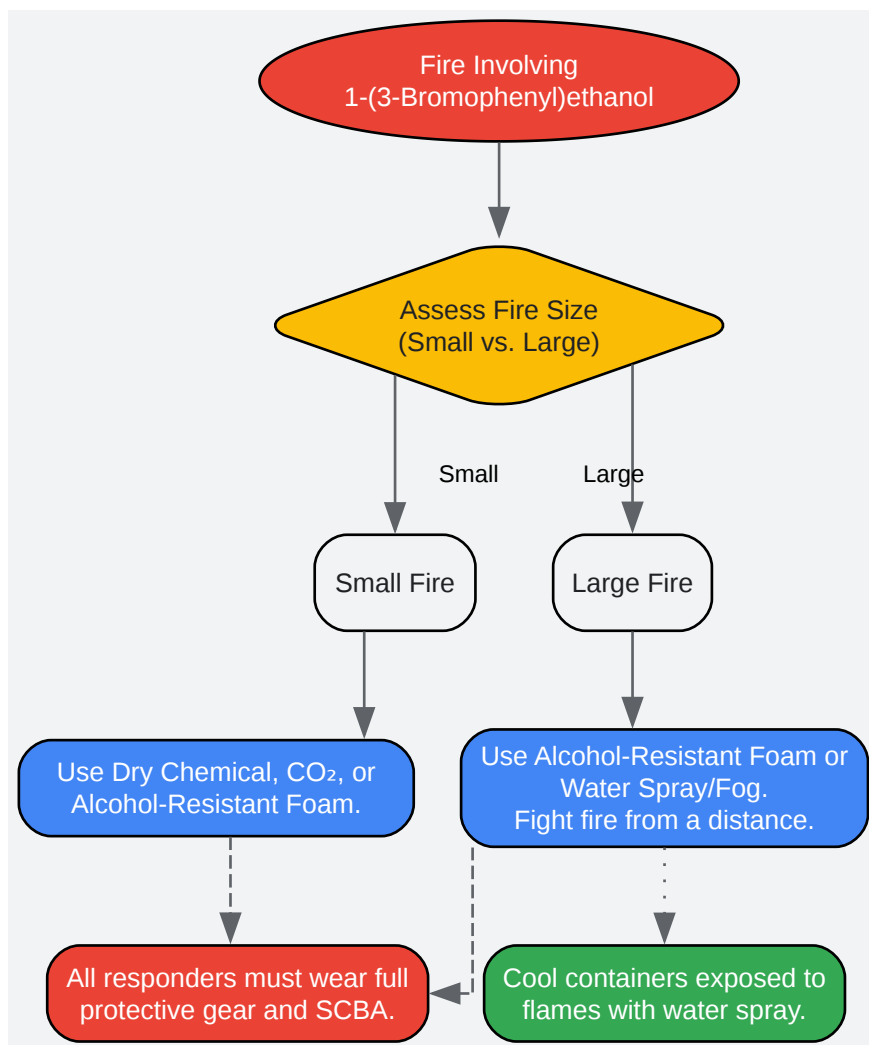 Fire Involving
1-(3-Bromophenyl)ethanol
Assess Fire Size
(Small vs. Large)
Small
Large
Small Fire
Large Fire
Use Dry Chemical, CO₂, or
Alcohol-Resistant Foam.
Use Alcohol-Resistant Foam or
Water Spray/Fog.
Fight fire from a distance.
All responders must wear full
protective gear and SCBA.
Cool containers exposed to
flames with water spray.